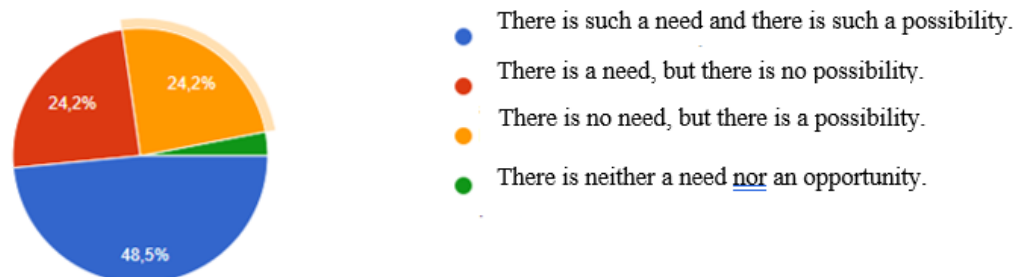 There is such a need and there is such a possibility.
There is a need, but there is no possibility.
There is no need, but there is a possibility.
There is neither a need nor an opportunity.
24,2%
24,2%
48,5%